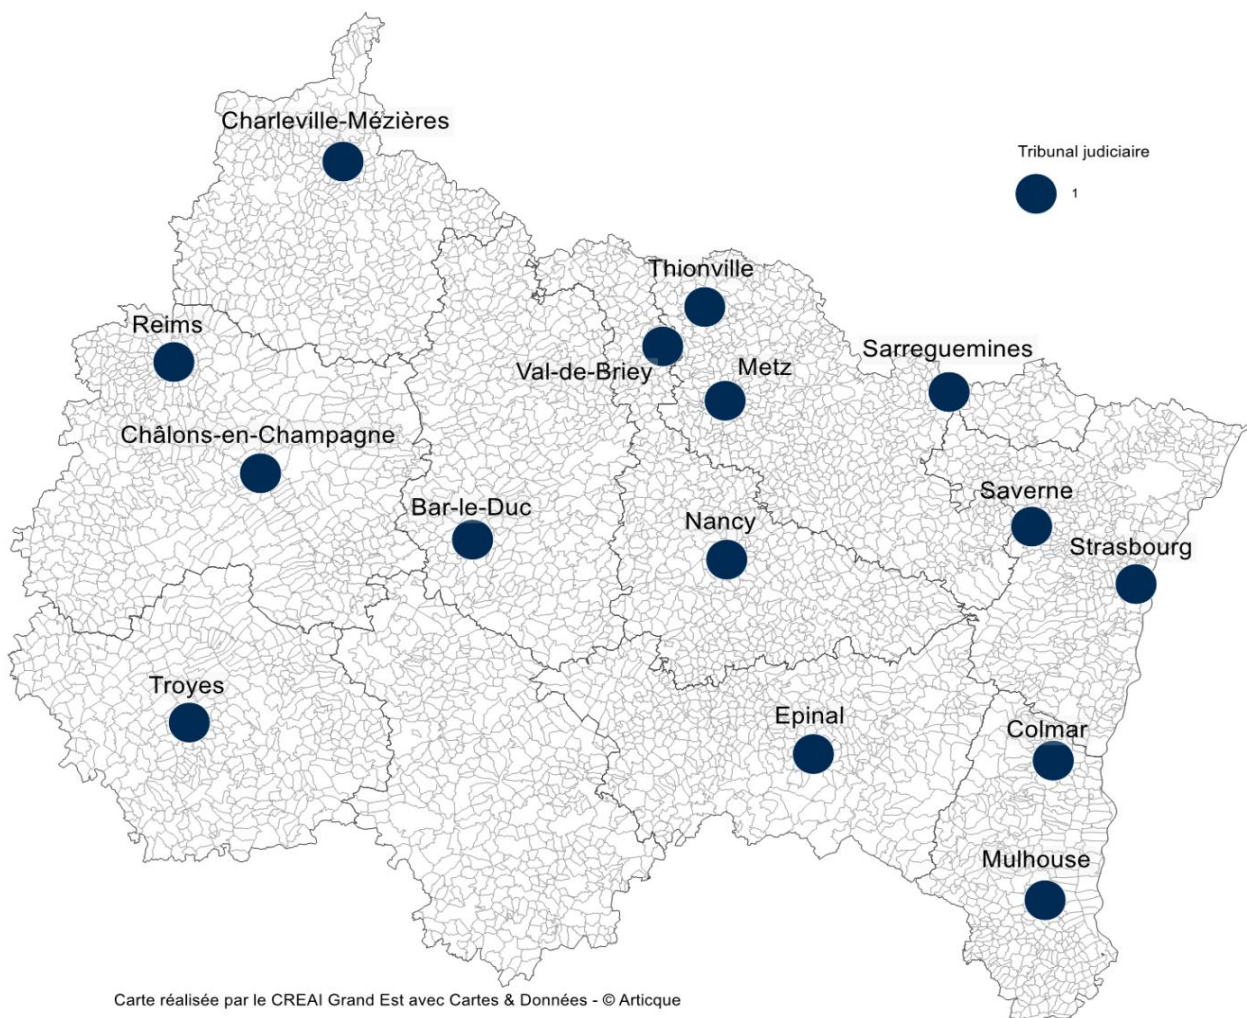 Charleville-Mézières
Tribunal judiciaire
1
Thionville
Reims
Sarreguemines
Val-de-Briey
Metz
Châlons-en-Champagne
Saverne
Bar-le-Duc
Nancy
Strasbourg
Troyes
Epinal
Colmar
Mulhouse
Carte réalisée par le CREAI Grand Est avec Cartes & Données - © Articque